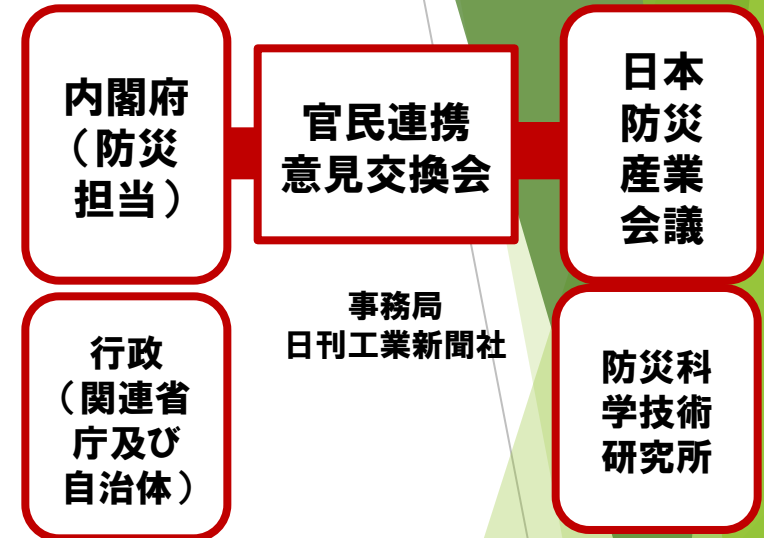 内閣府
（防災
担当）
官民連携
意見交換会
日本
防災
産業
会議
事務局
日刊工業新聞社
行政
（関連省
庁及び
自治体）
防災科
学技術
研究所